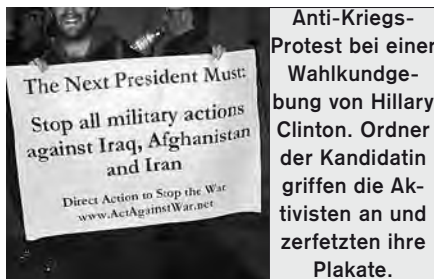 The Next President Must:
Stop all military actions
against Iraq, Afghanistan
and Iran
Direct Action to Stop the War
www.ActAgainstWar.net
Anti-Kriegs-
Protest bei einer
Wahlkundge-
bung von Hillary
Clinton. Ordner
der Kandidatin
griffen die Ak-
tivisten an und
zerfetzten ihre
Plakate.